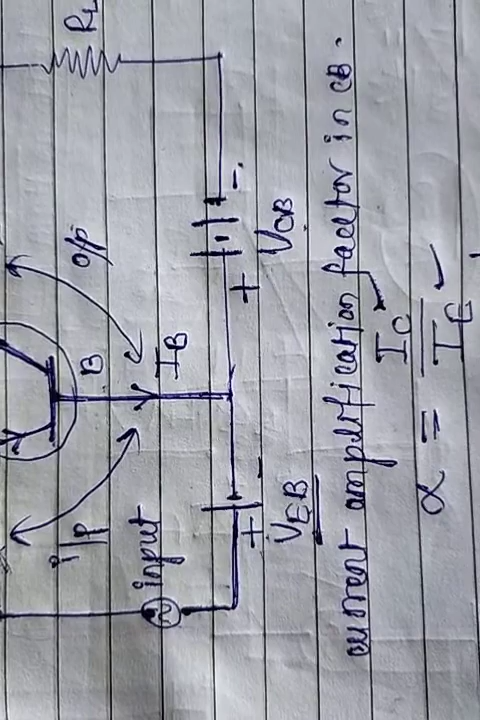 RL
i/p
B
o/p
IB
input
+
-
+
-
VEB
VCB
current amplification factor in CB.
α = IC
IE